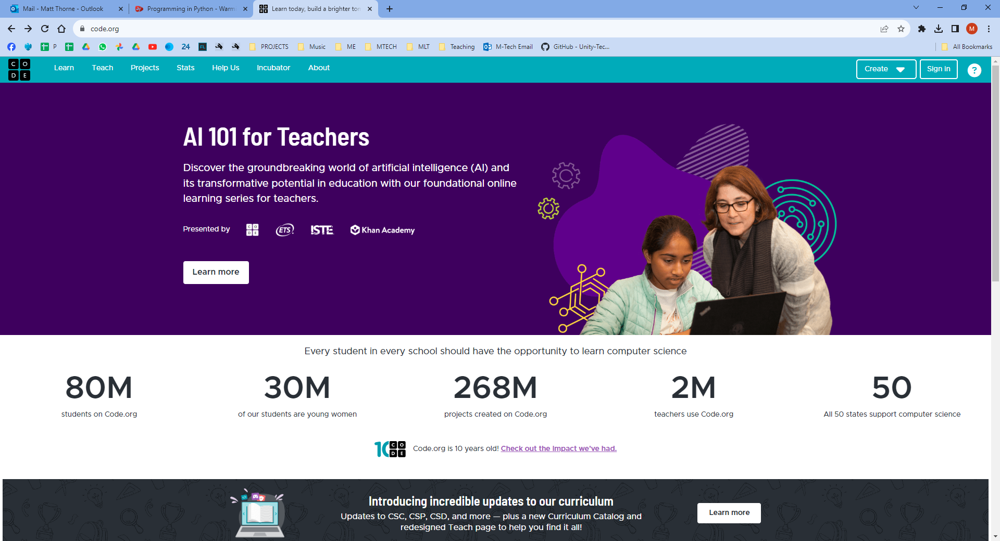 Mail - Matt Thorne - Outlook
Programming in Python - Warm
Learn today, build a brighter ton
code.org
M
P
24
FL
PROJECTS
Music
ME
MTECH
MLT
Teaching
M-Tech Email
GitHub - Unity-Tec...
All Bookmarks
C O
D E
Learn
Teach
Projects
Stats
Help Us
Incubator
About
Create
Sign in
?
AI 101 for Teachers
Discover the groundbreaking world of artificial intelligence (AI) and
its transformative potential in education with our foundational online
learning series for teachers.
Presented by
C O
D E
ETS
ISTE
Khan Academy
Learn more
Every student in every school should have the opportunity to learn computer science
80M
students on Code.org
30M
of our students are young women
268M
projects created on Code.org
2M
teachers use Code.org
50
All 50 states support computer science
10
C O
D E
Code.org is 10 years old! Check out the impact we've had.
Introducing incredible updates to our curriculum
Updates to CSC, CSP, CSD, and more — plus a new Curriculum Catalog and
redesigned Teach page to help you find it all!
Learn more